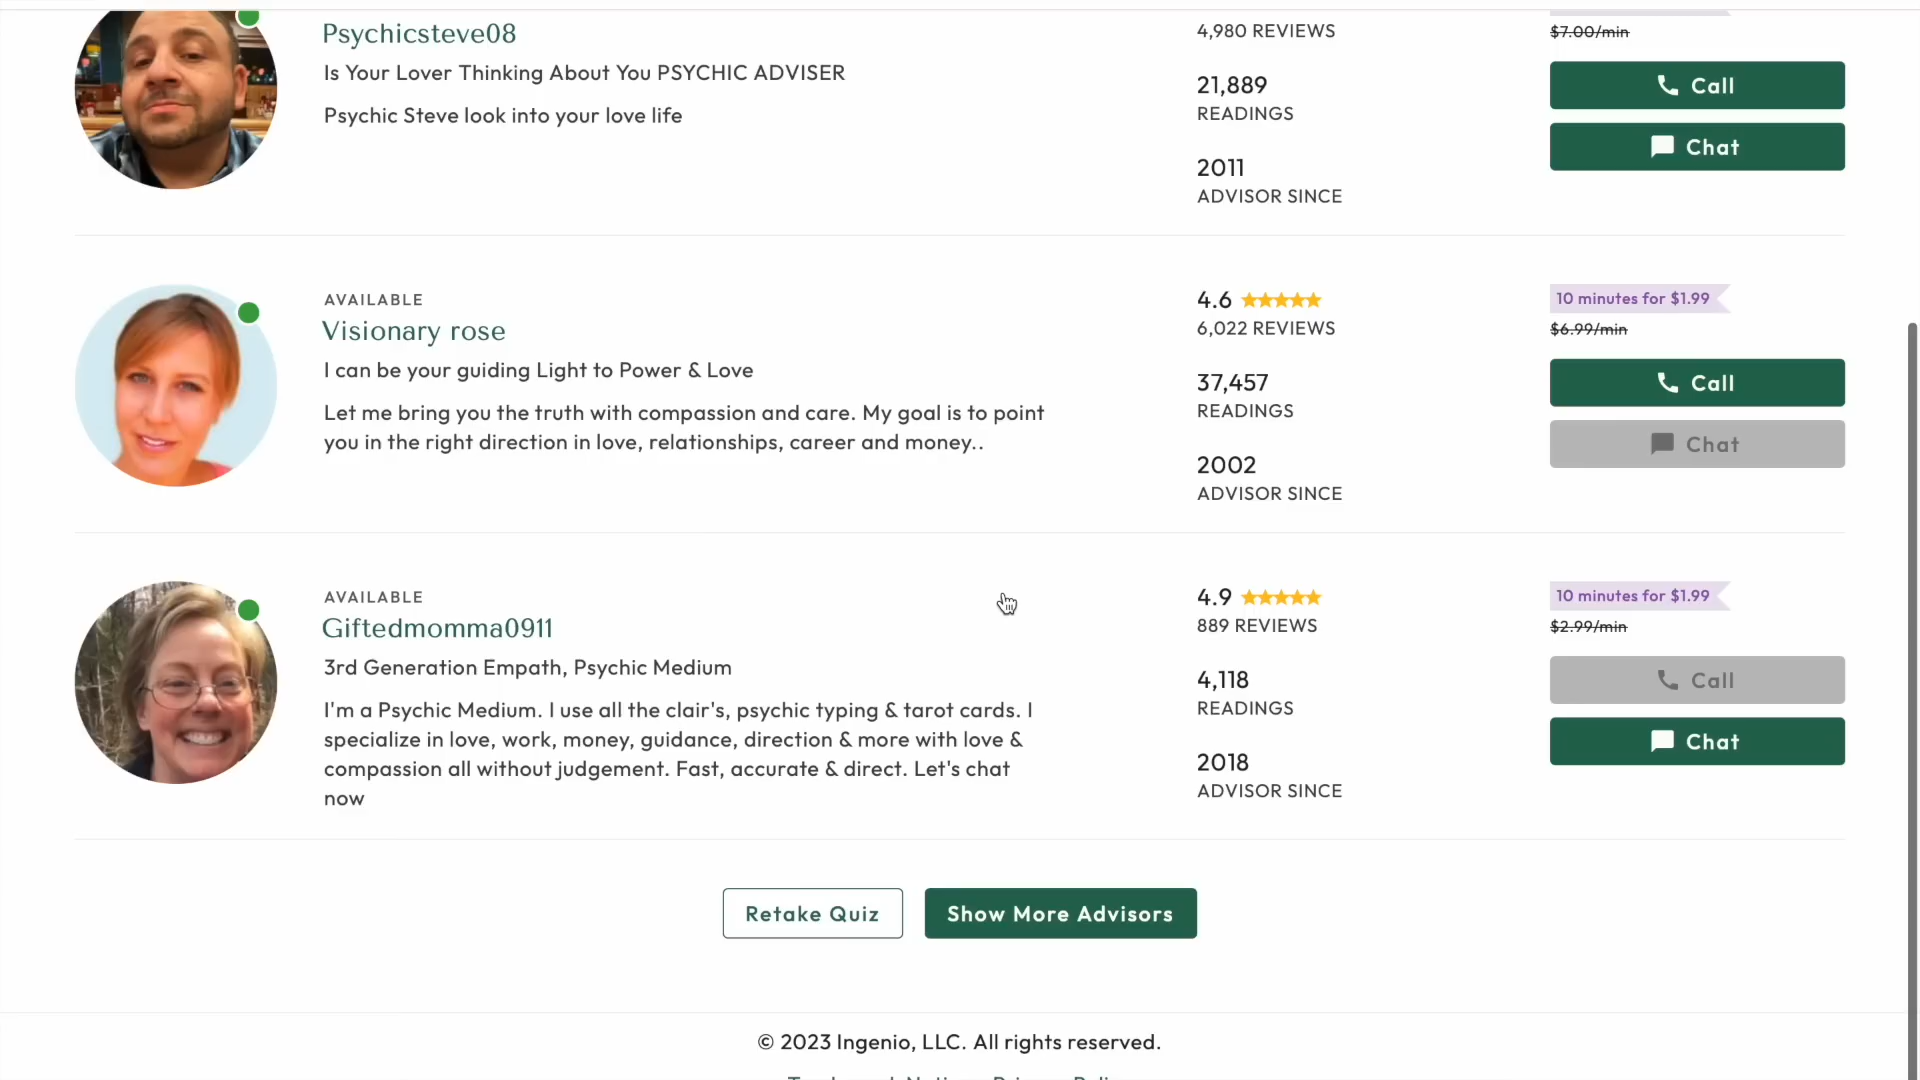 Psychicsteve08
Is Your Lover Thinking About You PSYCHIC ADVISER
Psychic Steve look into your love life
4,980 REVIEWS
21,889
READINGS
2011
ADVISOR SINCE
$7.00/min
Call
Chat
AVAILABLE
Visionary rose
I can be your guiding Light to Power & Love
Let me bring you the truth with compassion and care. My goal is to point
you in the right direction in love, relationships, career and money..
4.6
6,022 REVIEWS
37,457
READINGS
2002
ADVISOR SINCE
10 minutes for $1.99
$6.99/min
Call
Chat
AVAILABLE
Giftedmomma0911
3rd Generation Empath, Psychic Medium
I'm a Psychic Medium. I use all the clair's, psychic typing & tarot cards. I
specialize in love, work, money, guidance, direction & more with love &
compassion all without judgement. Fast, accurate & direct. Let's chat
now
4.9
889 REVIEWS
4,118
READINGS
2018
ADVISOR SINCE
10 minutes for $1.99
$2.99/min
Call
Chat
Retake Quiz
Show More Advisors
© 2023 Ingenio, LLC. All rights reserved.